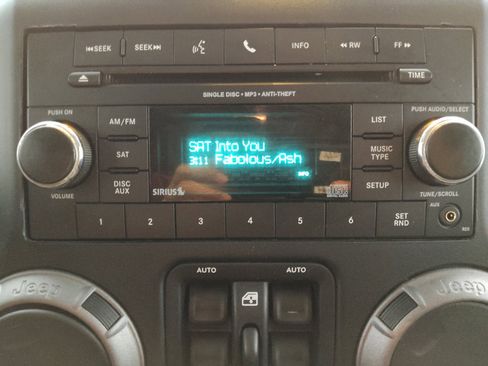 ⏮SEEK SEEK⏭ INFO ◀◀ RW FF ▶▶
TIME
SINGLE DISC • MP3 • ANTI-THEFT
PUSH ON
PUSH AUDIO/SELECT
AM/FM
LIST
SAT Into You
3:11 Fabolous/Ash
INFO
SAT
MUSIC
TYPE
DISC
AUX
SETUP
VOLUME
SIRIUS
TUNE/SCROLL
1 2 3 4 5 6
SET
RND
AUX
AUTO AUTO
Jeep Jeep